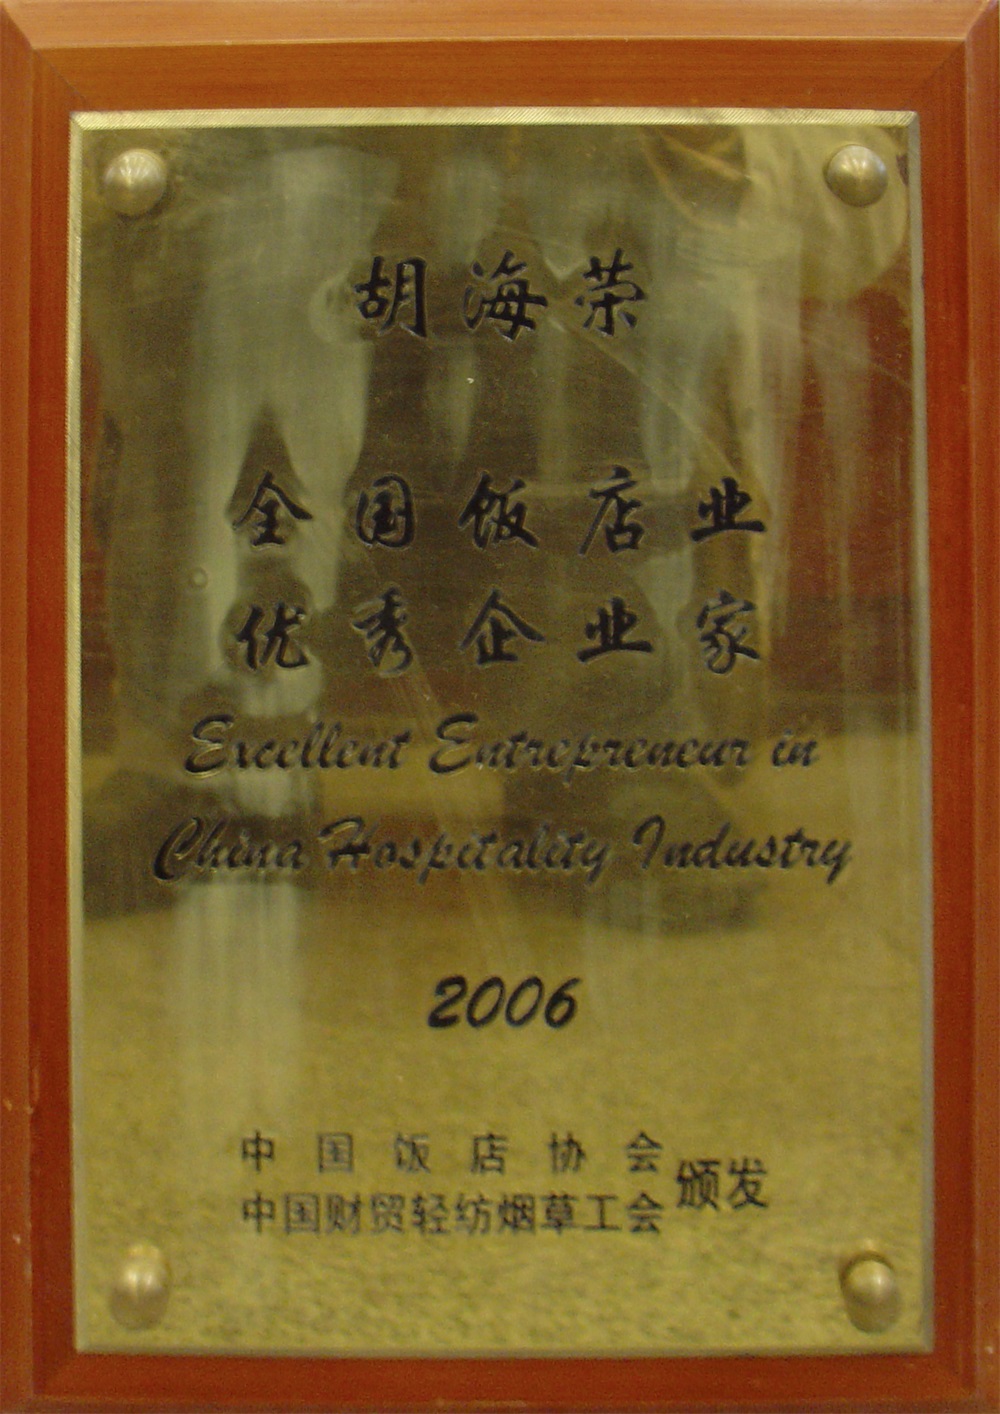 胡海荣
全国饭店业
优秀企业家
Excellent Entrepreneur in
China Hospitality Industry
2006
中国饭店协会
中国财贸轻纺烟草工会
颁发